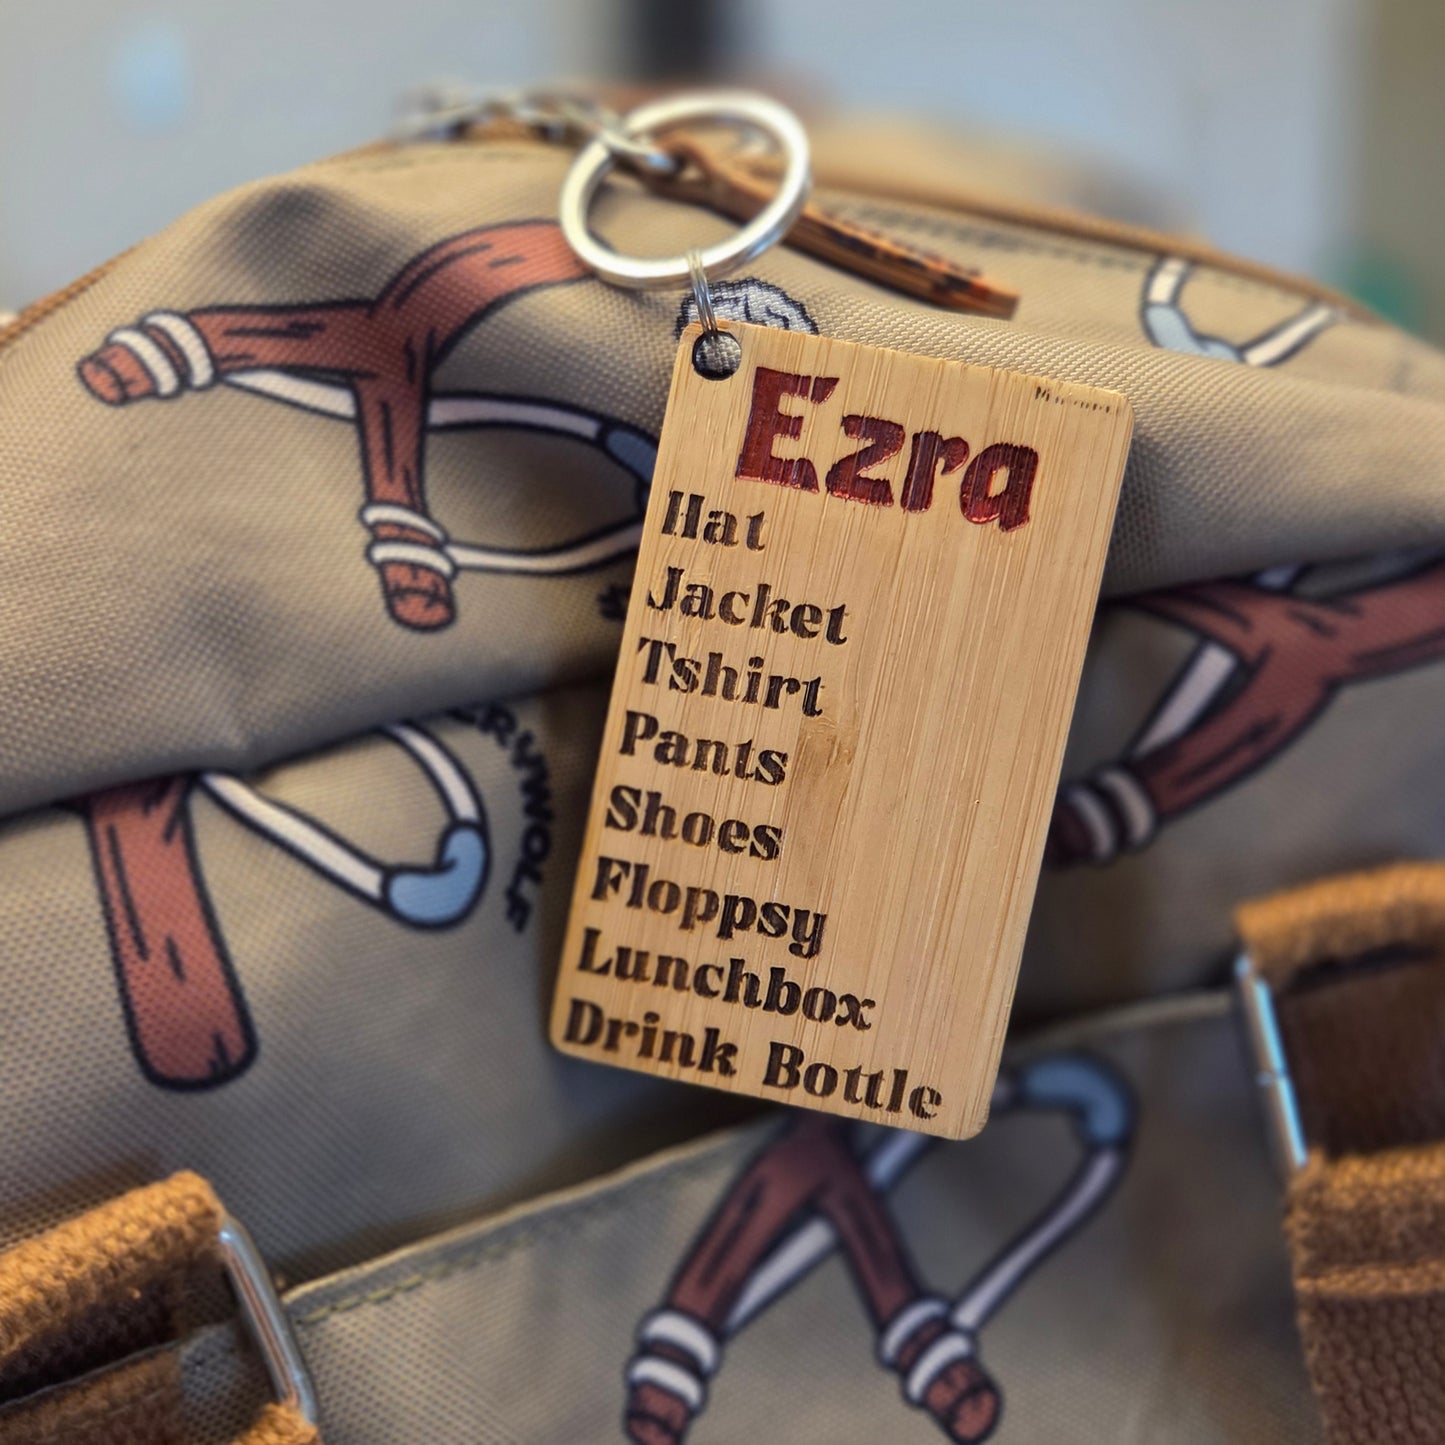 Ezra
Hat
Jacket
Tshirt
Pants
Shoes
Floppsy
Lunchbox
Drink Bottle